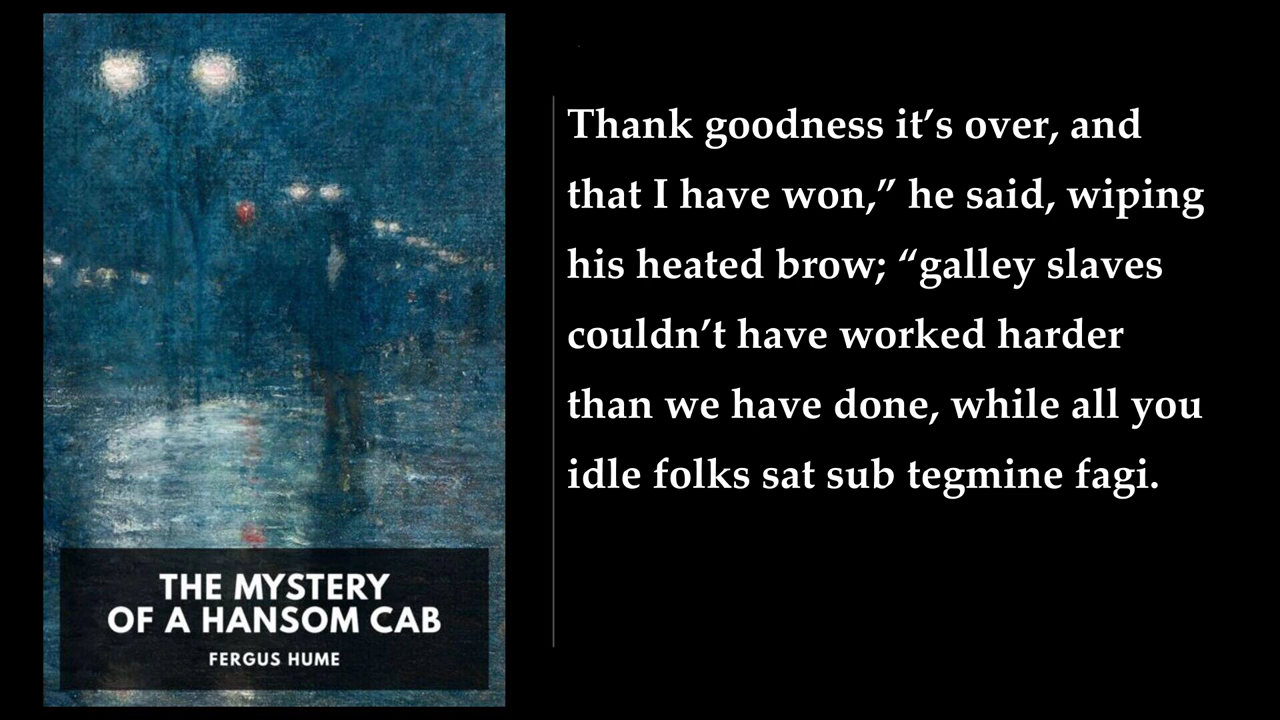 Thank goodness it’s over, and
that I have won,” he said, wiping
his heated brow; “galley slaves
couldn’t have worked harder
than we have done, while all you
idle folks sat sub tegmine fagi.
THE MYSTERY
OF A HANSOM CAB
FERGUS HUME